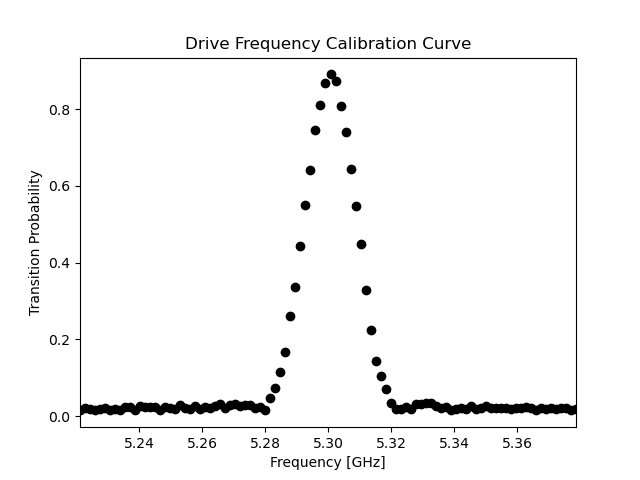 Drive Frequency Calibration Curve
Transition Probability
0.8
0.6
0.4
0.2
0.0
5.24 5.26 5.28 5.30 5.32 5.34 5.36
Frequency [GHz]